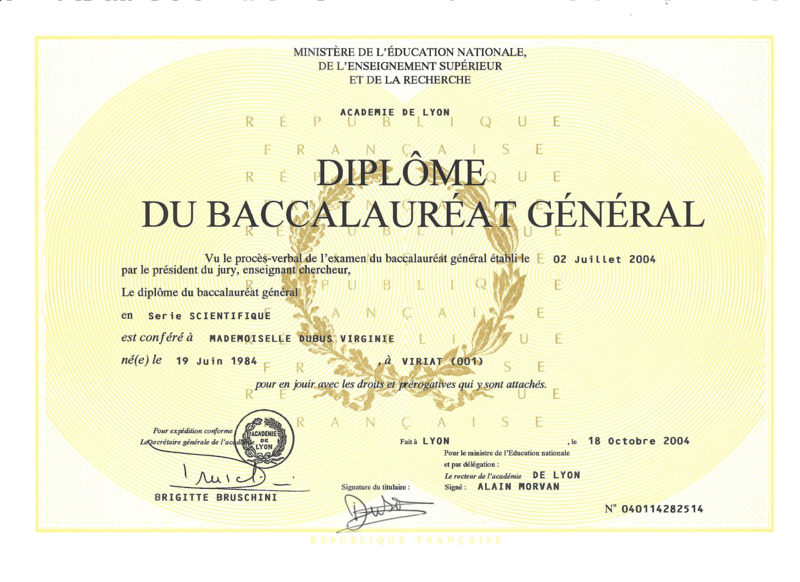 MINISTÈRE DE L'ÉDUCATION NATIONALE,
DE L'ENSEIGNEMENT SUPÉRIEUR
ET DE LA RECHERCHE
ACADEMIE DE LYON
RÉPUBLIQUE
FRANÇAISE
DIPLÔME
DU BACCALAURÉAT GÉNÉRAL
Vu le procès-verbal de l'examen du baccalauréat général établi le 02 Juillet 2004
par le président du jury, enseignant chercheur,
Le diplôme du baccalauréat général
en Serie SCIENTIFIQUE
est conféré à MADEMOISELLE DUBUS VIRGINIE
né(e) le 19 Juin 1984 , à VIRIAT (001)
pour en jouir avec les droits et prérogatives qui y sont attachés.
Pour expédition conforme
La secrétaire générale de l'académie
ACADEMIE
DE
LYON
BRIGITTE BRUSCHINI
Fait à LYON , le 18 Octobre 2004
Pour le ministre de l'Education nationale
et par délégation :
Le recteur de l'académie DE LYON
Signé : ALAIN MORVAN
Signature du titulaire :
N° 040114282514
RÉPUBLIQUE FRANÇAISE